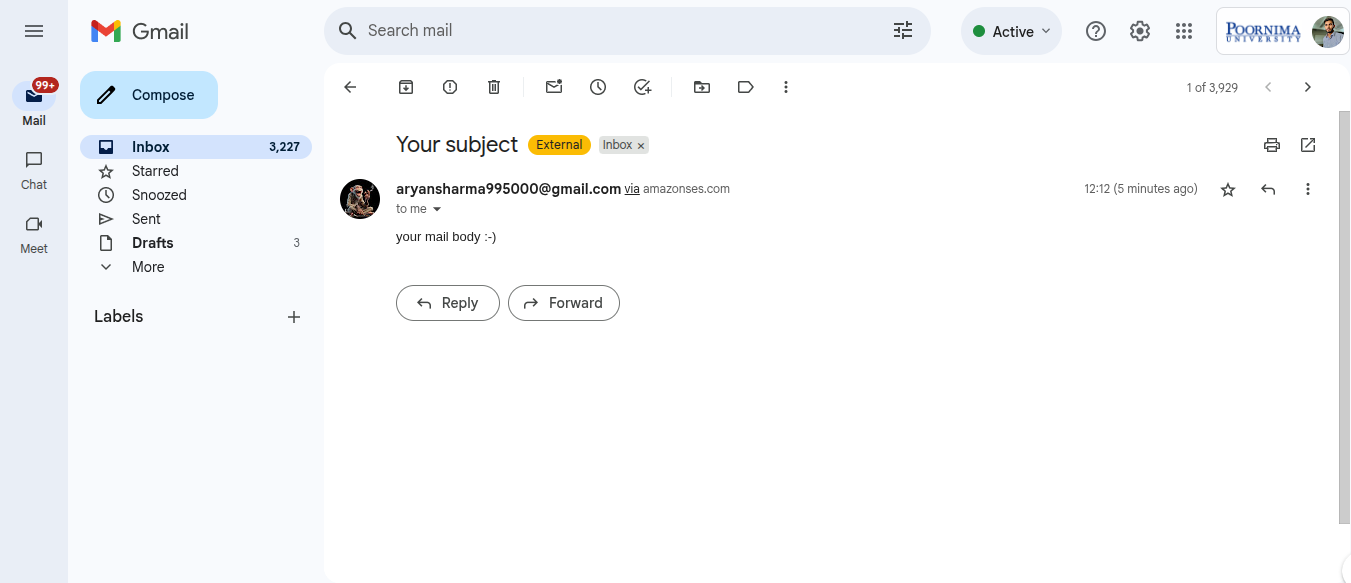 Gmail
Search mail
Active
POORNIMA
UNIVERSITY
99+
Mail
Chat
Meet
Compose
Inbox 3,227
Starred
Snoozed
Sent
Drafts 3
More
Labels
1 of 3,929
Your subject External Inbox ×
aryansharma995000@gmail.com via amazonses.com 12:12 (5 minutes ago)
to me
your mail body :-)
Reply Forward